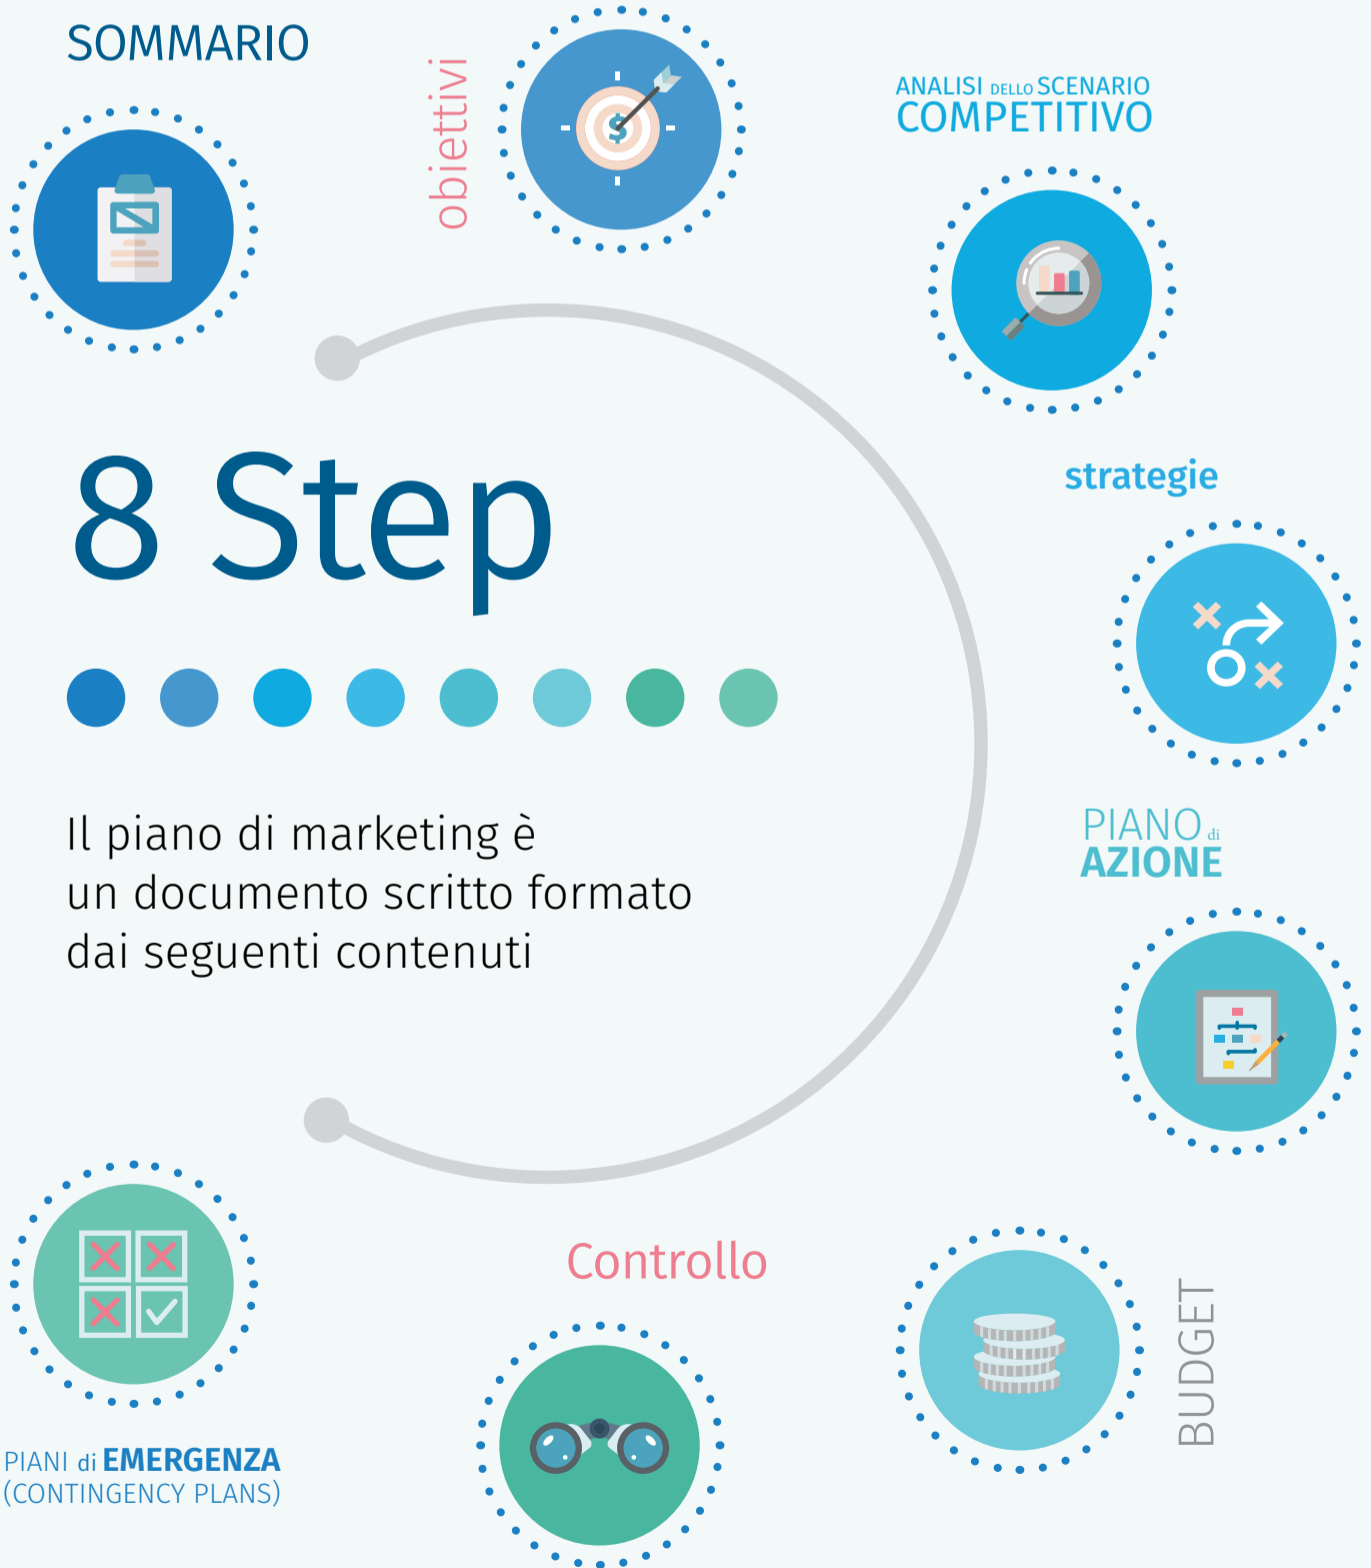 SOMMARIO
obiettivi
ANALISI DELLO SCENARIO
COMPETITIVO
strategie
8 Step
Il piano di marketing è
un documento scritto formato
dai seguenti contenuti
PIANO di
AZIONE
BUDGET
Controllo
PIANI di EMERGENZA
(CONTINGENCY PLANS)